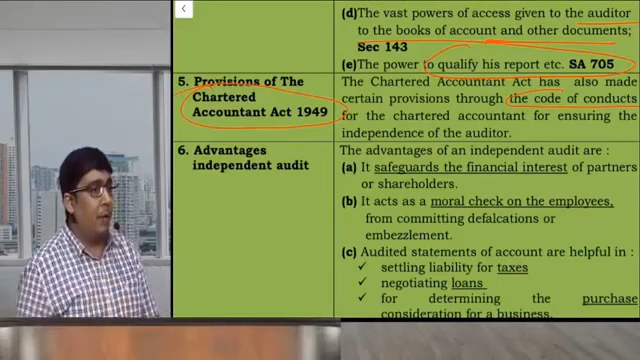 (d)The vast powers of access given to the auditor
to the books of account and other documents;
Sec 143
(e)The power to qualify his report etc. SA 705
5. Provisions of The
Chartered
Accountant Act 1949
The Chartered Accountant Act has also made
certain provisions through the code of conducts
for the chartered accountant for ensuring the
independence of the auditor.
6. Advantages
independent audit
The advantages of an independent audit are :
(a) It safeguards the financial interest of partners
or shareholders.
(b) It acts as a moral check on the employees,
from committing defalcations or
embezzlement.
(c) Audited statements of account are helpful in :
✓ settling liability for taxes
✓ negotiating loans
✓ for determining the purchase
consideration for a business.